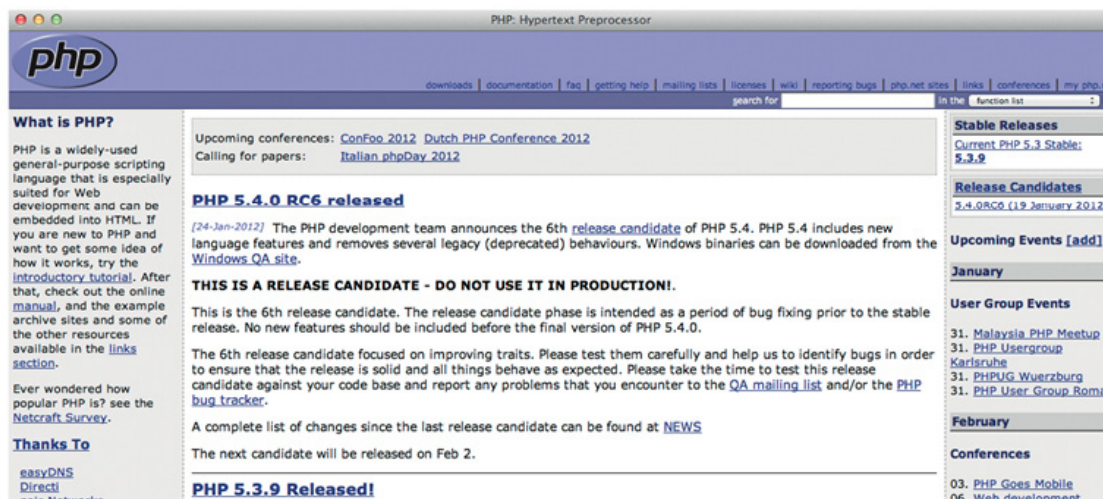 PHP: Hypertext Preprocessor
php
downloads | documentation | faq | getting help | mailing lists | licenses | wiki | reporting bugs | php.net sites | links | conferences | my php.
search for in the function list
What is PHP?
PHP is a widely-used
general-purpose scripting
language that is especially
suited for Web
development and can be
embedded into HTML. If
you are new to PHP and
want to get some idea of
how it works, try the
introductory tutorial. After
that, check out the online
manual, and the example
archive sites and some of
the other resources
available in the links
section.
Ever wondered how
popular PHP is? see the
Netcraft Survey.
Thanks To
easyDNS
Directi
Upcoming conferences: ConFoo 2012 Dutch PHP Conference 2012
Calling for papers: Italian phpDay 2012
PHP 5.4.0 RC6 released
[24-Jan-2012] The PHP development team announces the 6th release candidate of PHP 5.4. PHP 5.4 includes new
language features and removes several legacy (deprecated) behaviours. Windows binaries can be downloaded from the
Windows QA site.
THIS IS A RELEASE CANDIDATE - DO NOT USE IT IN PRODUCTION!.
This is the 6th release candidate. The release candidate phase is intended as a period of bug fixing prior to the stable
release. No new features should be included before the final version of PHP 5.4.0.
The 6th release candidate focused on improving traits. Please test them carefully and help us to identify bugs in order
to ensure that the release is solid and all things behave as expected. Please take the time to test this release
candidate against your code base and report any problems that you encounter to the QA mailing list and/or the PHP
bug tracker.
A complete list of changes since the last release candidate can be found at NEWS
The next candidate will be released on Feb 2.
PHP 5.3.9 Released!
Stable Releases
Current PHP 5.3 Stable:
5.3.9
Release Candidates
5.4.0RC6 (19 January 2012
Upcoming Events [add]
January
User Group Events
31. Malaysia PHP Meetup
31. PHP Usergroup
Karlsruhe
31. PHPUG Wuerzburg
31. PHP User Group Roma
February
Conferences
03. PHP Goes Mobile
06. Web development